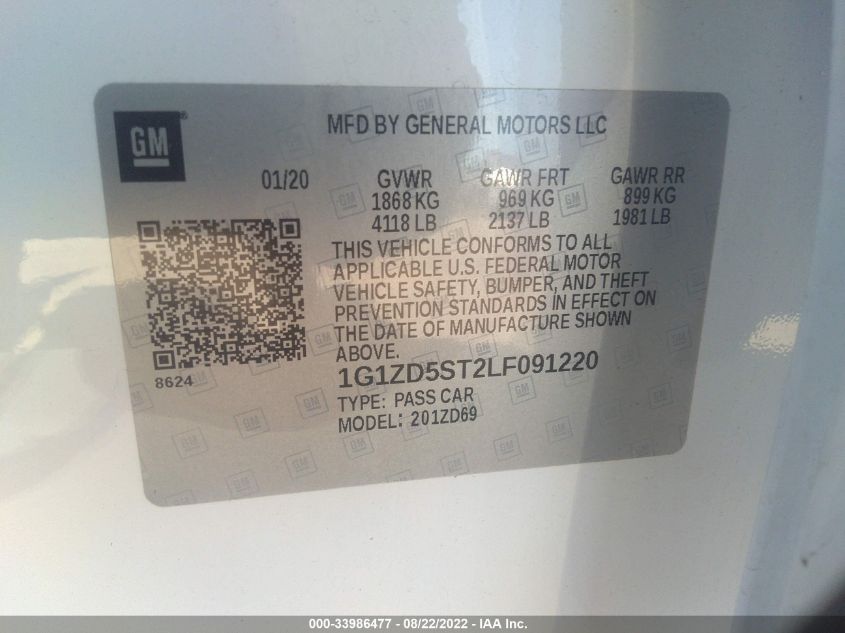 GM®
MFD BY GENERAL MOTORS LLC
01/20 GVWR GAWR FRT GAWR RR
1868 KG 969 KG 899 KG
4118 LB 2137 LB 1981 LB
THIS VEHICLE CONFORMS TO ALL
APPLICABLE U.S. FEDERAL MOTOR
VEHICLE SAFETY, BUMPER, AND THEFT
PREVENTION STANDARDS IN EFFECT ON
THE DATE OF MANUFACTURE SHOWN
ABOVE.
8624
1G1ZD5ST2LF091220
TYPE: PASS CAR
MODEL: 201ZD69
000-33986477 - 08/22/2022 - IAA Inc.